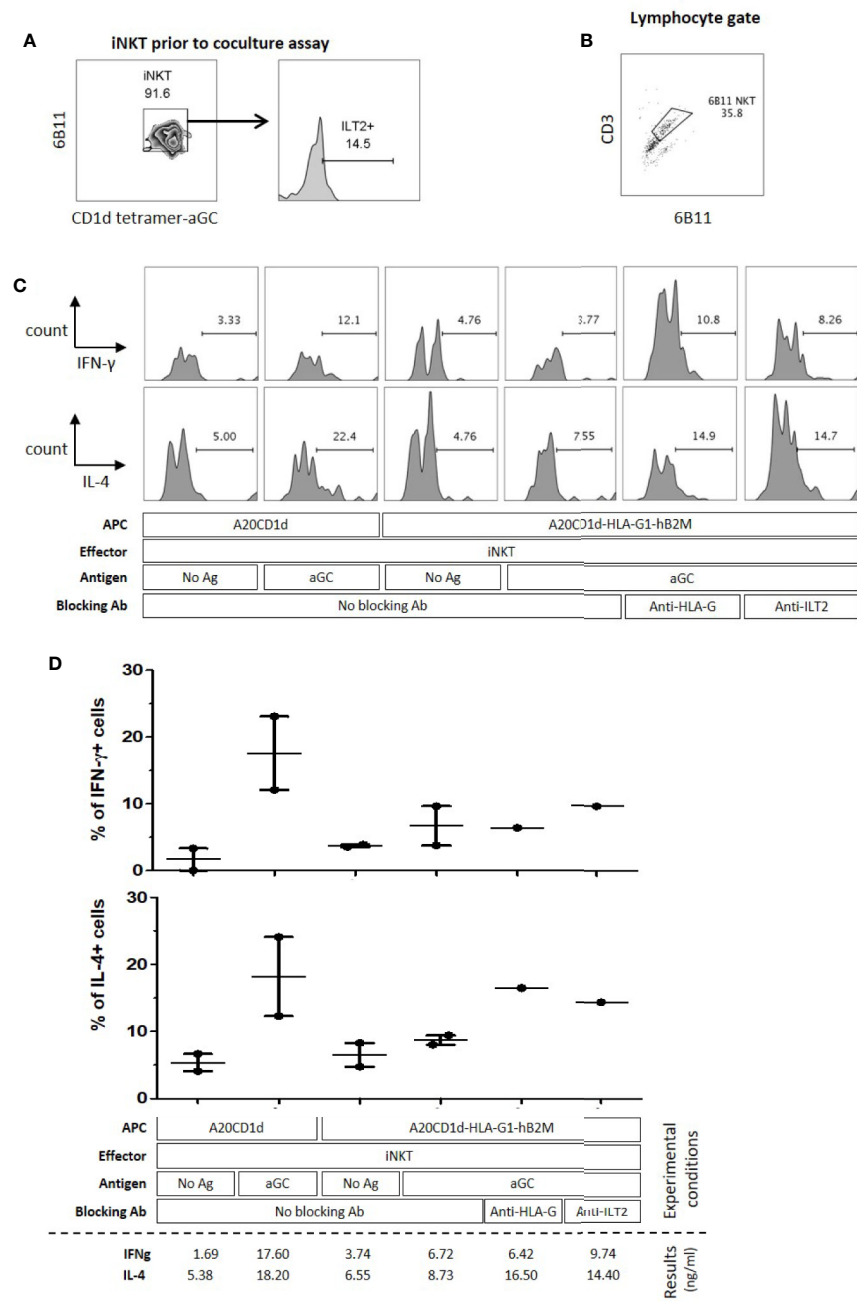 A
iNKT prior to coculture assay
iNKT
91.6
ILT2+
14.5
6B11
CD1d tetramer-aGC
Lymphocyte gate
B
6B11 NKT
35.8
CD3
6B11
C
count
IFN-γ
3.33
12.1
4.76
3.77
10.8
8.26
count
IL-4
5.00
22.4
4.76
7.55
14.9
14.7
APC A20CD1d A20CD1d-HLA-G1-hB2M
Effector iNKT
Antigen No Ag aGC No Ag aGC
Blocking Ab No blocking Ab Anti-HLA-G Anti-ILT2
D
30
20
10
0
% of IFN-γ+ cells
30
20
10
0
% of IL-4+ cells
APC A20CD1d A20CD1d-HLA-G1-hB2M
Effector iNKT
Antigen No Ag aGC No Ag aGC
Blocking Ab No blocking Ab Anti-HLA-G Anti-ILT2
Experimental
conditions
IFNg 1.69 17.60 3.74 6.72 6.42 9.74
IL-4 5.38 18.20 6.55 8.73 16.50 14.40
Results
(ng/ml)